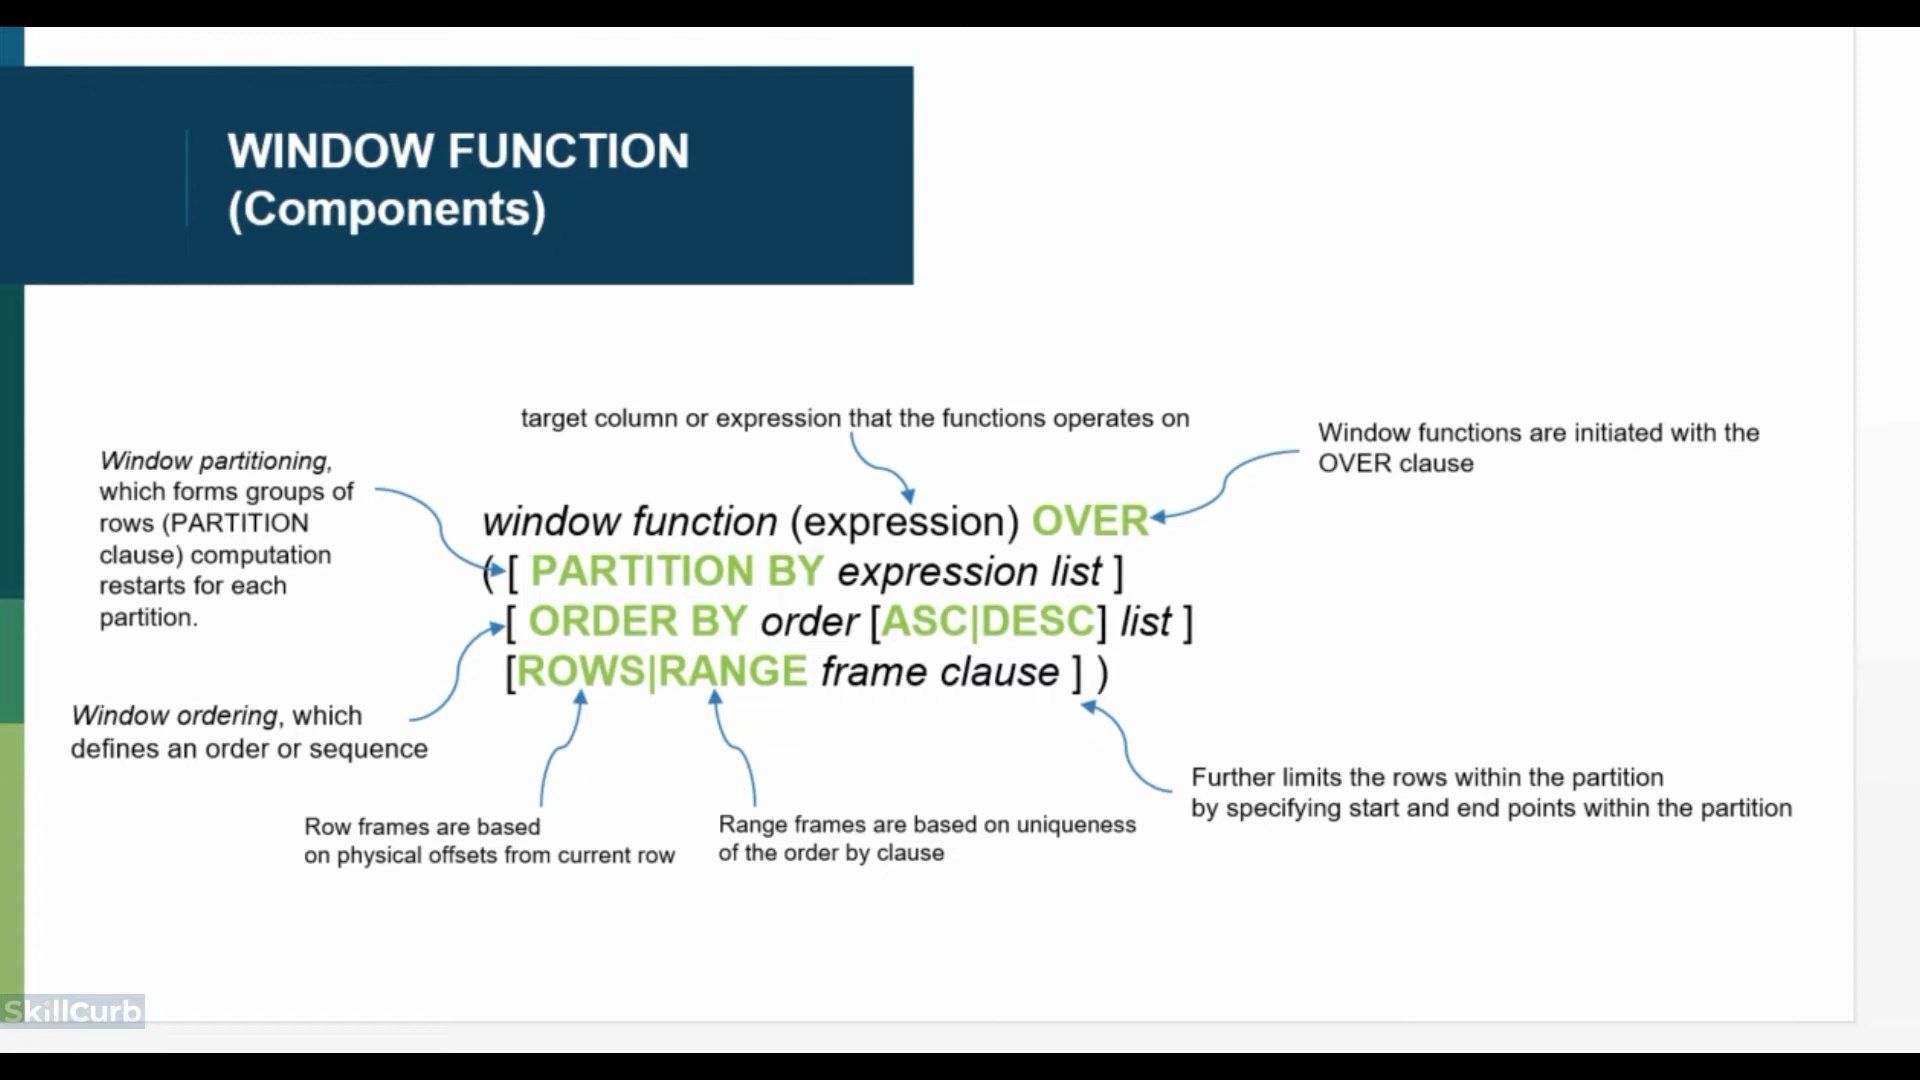 WINDOW FUNCTION
(Components)
target column or expression that the functions operates on
Window functions are initiated with the
OVER clause
Window partitioning,
which forms groups of
rows (PARTITION
clause) computation
restarts for each
partition.
window function (expression) OVER
([ PARTITION BY expression list ]
[ ORDER BY order [ASC|DESC] list ]
[ROWS|RANGE frame clause ] )
Window ordering, which
defines an order or sequence
Row frames are based
on physical offsets from current row
Range frames are based on uniqueness
of the order by clause
Further limits the rows within the partition
by specifying start and end points within the partition
SkillCurb